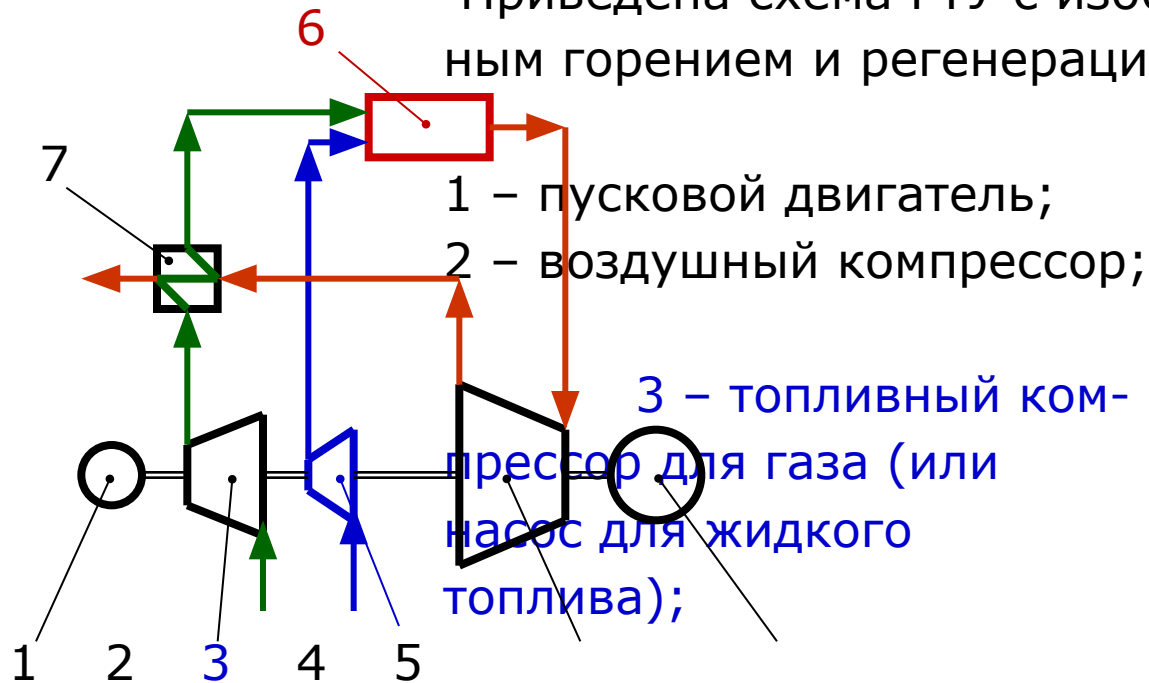 Приведена схема ГТУ с изоб
6
ным горением и регенераци
7
1 – пусковой двигатель;
2 – воздушный компрессор;
3 – топливный ком-
прессор для газа (или
насос для жидкого
топлива);
1 2 3 4 5